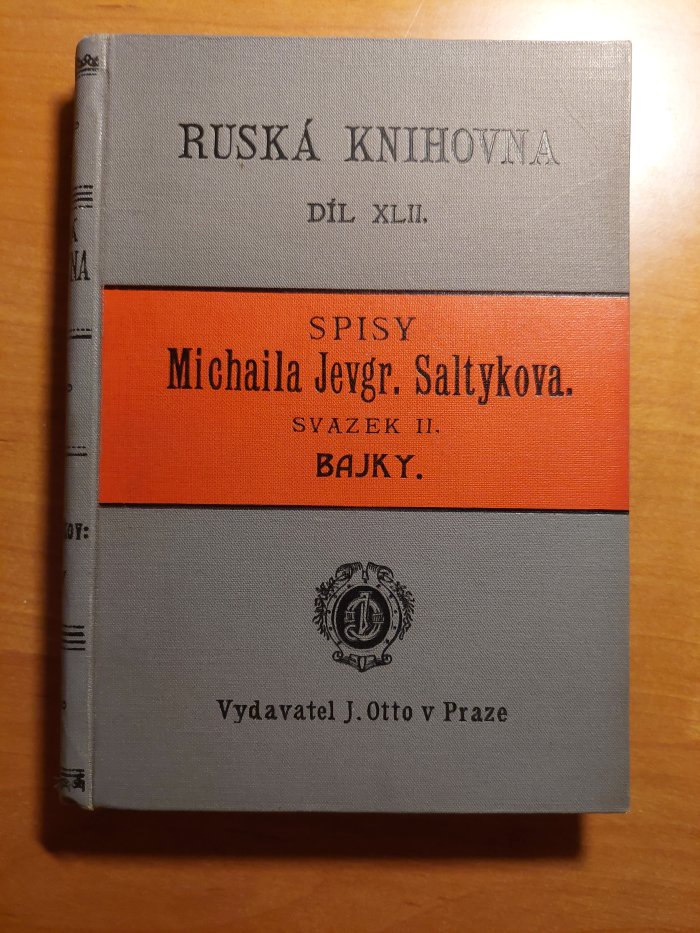 RUSKÁ KNIHOVNA
DÍL XLII.
SPISY
Michaila Jevgr. Saltykova.
SVAZEK II.
BAJKY.
Vydavatel J. Otto v Praze